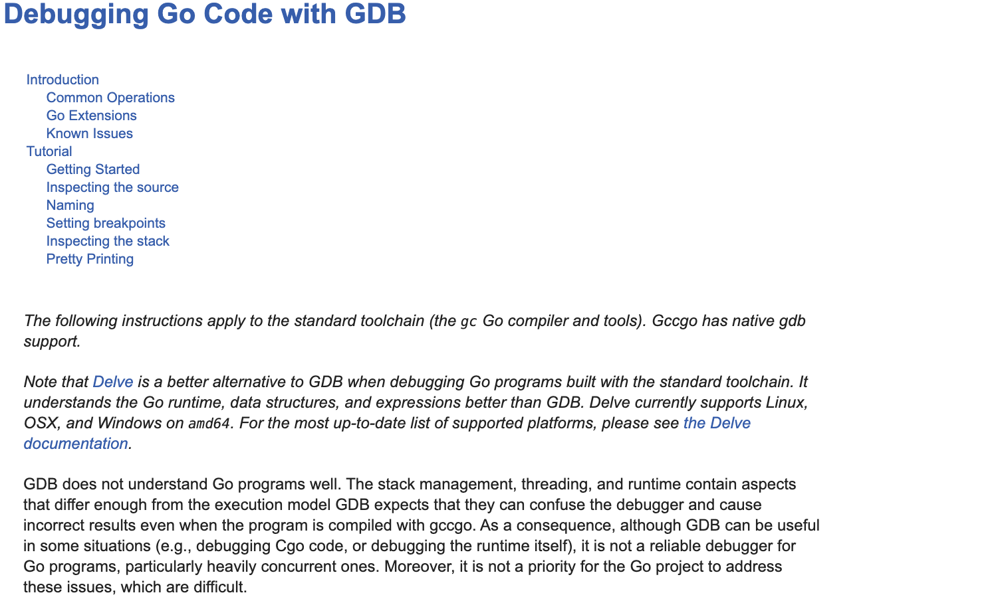 Debugging Go Code with GDB
Introduction
Common Operations
Go Extensions
Known Issues
Tutorial
Getting Started
Inspecting the source
Naming
Setting breakpoints
Inspecting the stack
Pretty Printing
The following instructions apply to the standard toolchain (the gc Go compiler and tools). Gccgo has native gdb
support.
Note that Delve is a better alternative to GDB when debugging Go programs built with the standard toolchain. It
understands the Go runtime, data structures, and expressions better than GDB. Delve currently supports Linux,
OSX, and Windows on amd64. For the most up-to-date list of supported platforms, please see the Delve
documentation.
GDB does not understand Go programs well. The stack management, threading, and runtime contain aspects
that differ enough from the execution model GDB expects that they can confuse the debugger and cause
incorrect results even when the program is compiled with gccgo. As a consequence, although GDB can be useful
in some situations (e.g., debugging Cgo code, or debugging the runtime itself), it is not a reliable debugger for
Go programs, particularly heavily concurrent ones. Moreover, it is not a priority for the Go project to address
these issues, which are difficult.